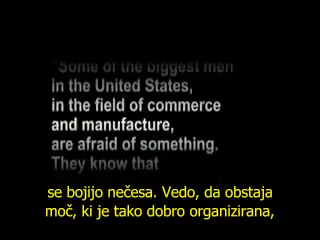 "Some of the biggest men
in the United States,
in the field of commerce
and manufacture,
are afraid of something.
They know that
se bojijo nečesa. Vedo, da obstaja
moč, ki je tako dobro organizirana,